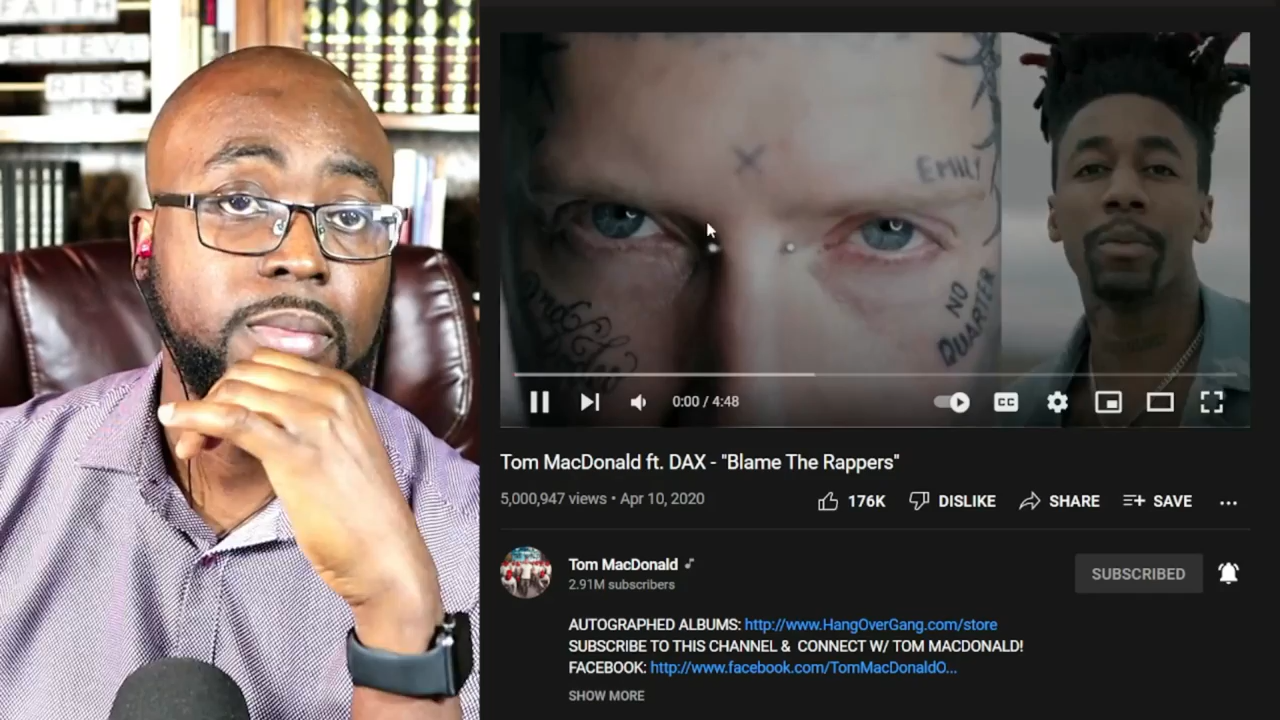 FAITH
BELIEVE
RISE
EMILY
NO
QUARTER
0:00 / 4:48
CC
Tom MacDonald ft. DAX - "Blame The Rappers"
5,000,947 views • Apr 10, 2020
176K
DISLIKE
SHARE
SAVE
Tom MacDonald
2.91M subscribers
SUBSCRIBED
AUTOGRAPHED ALBUMS: http://www.HangOverGang.com/store
SUBSCRIBE TO THIS CHANNEL & CONNECT W/ TOM MACDONALD!
FACEBOOK: http://www.facebook.com/TomMacDonaldO...
SHOW MORE